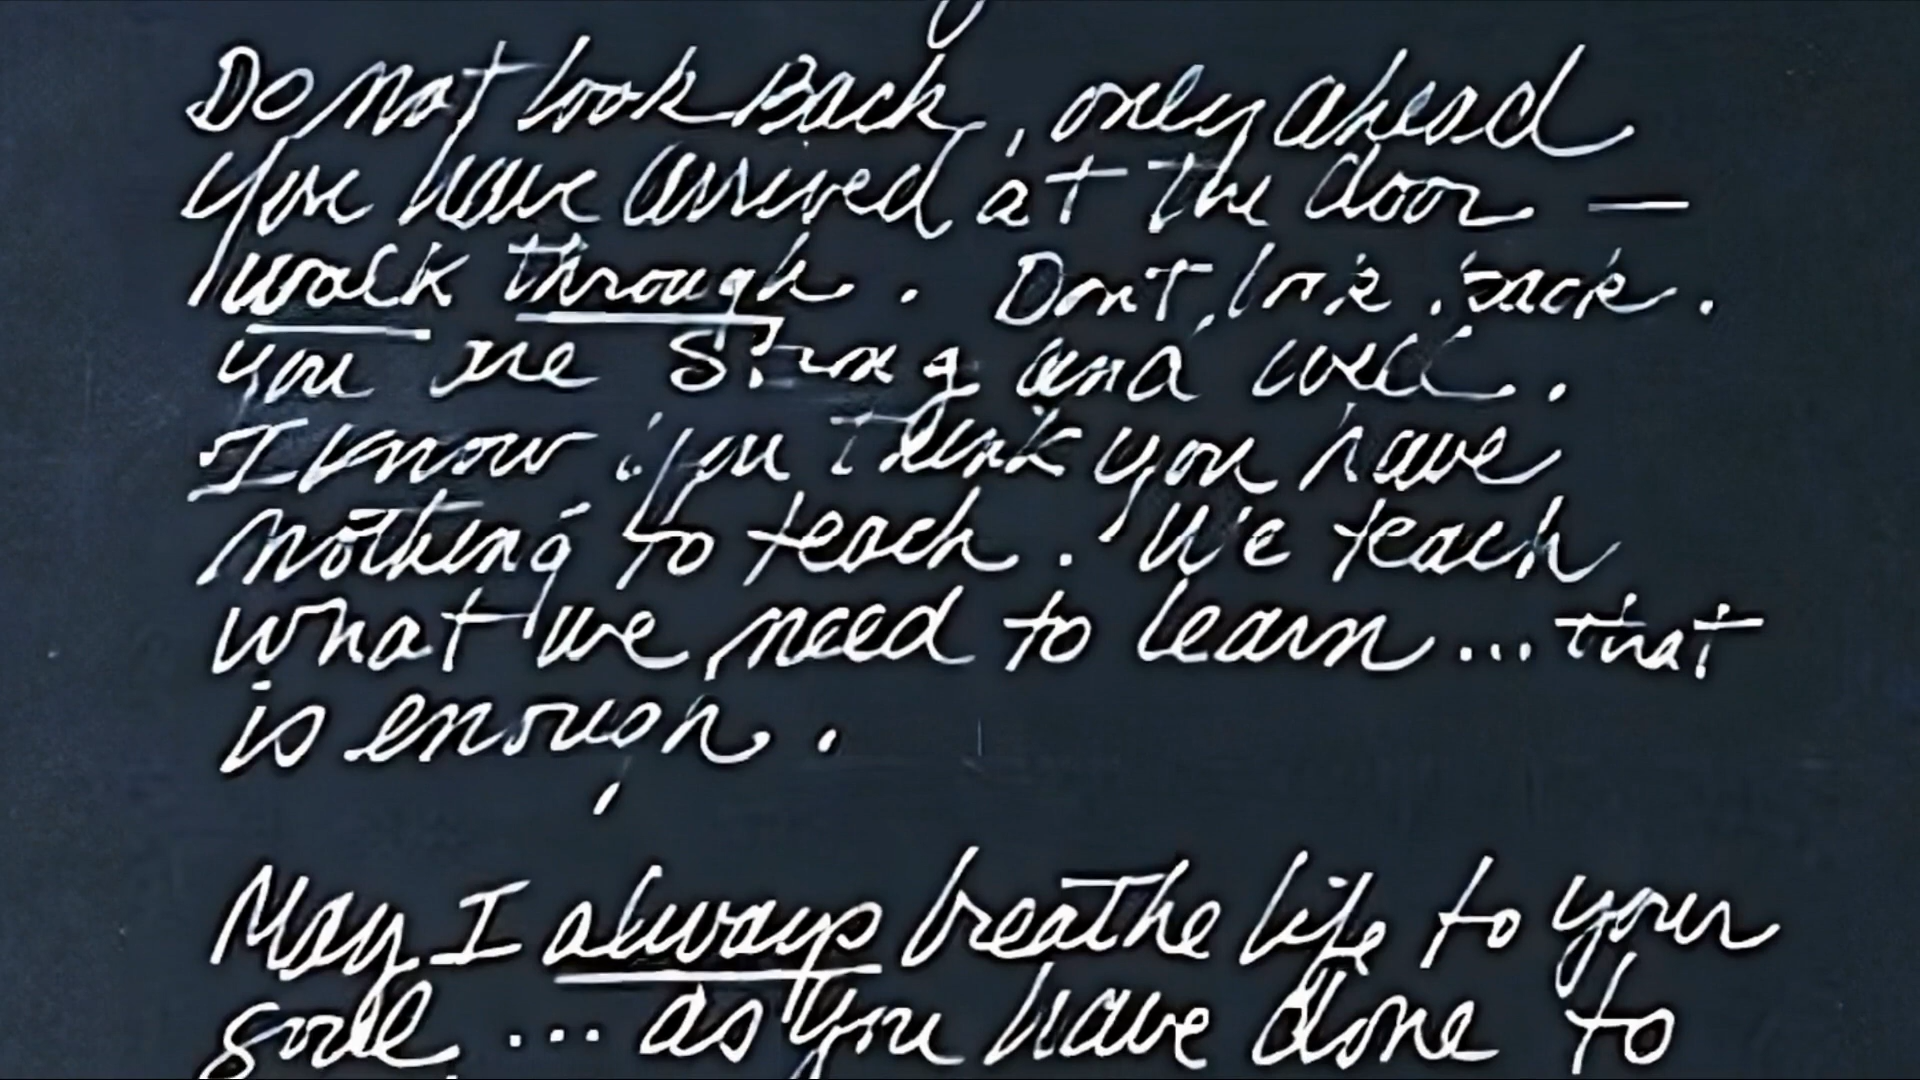 Do not look Back, only ahead
You have arrived at the door —
walk through. Don't look back.
you are strong and well.
I know you think you have
nothing to teach. We teach
what we need to learn... that
is enough.
May I always breathe life to your
... as you have done to